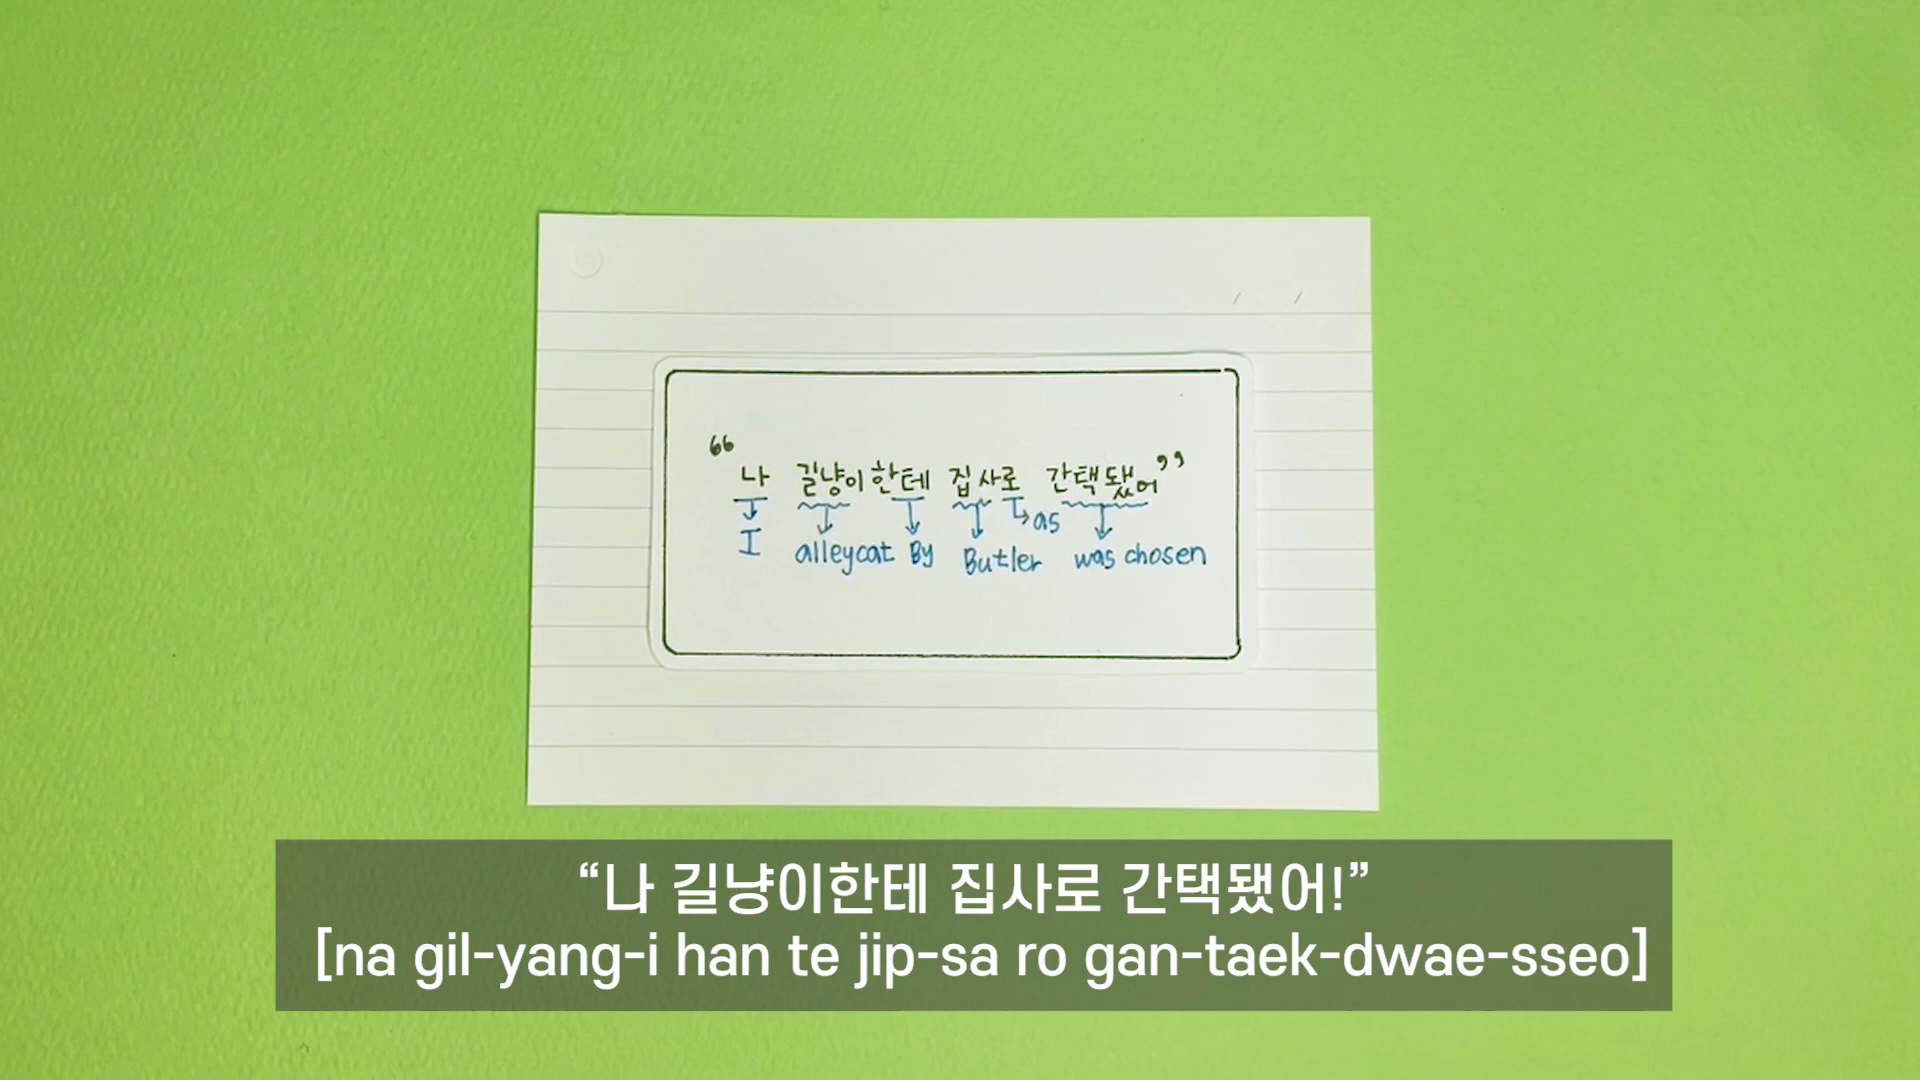 / /
“나 길냥이한테 집사로 간택됐어”
as
I alleycat By Butler was chosen
“나 길냥이한테 집사로 간택됐어!”
[na gil-yang-i han te jip-sa ro gan-taek-dwae-sseo]